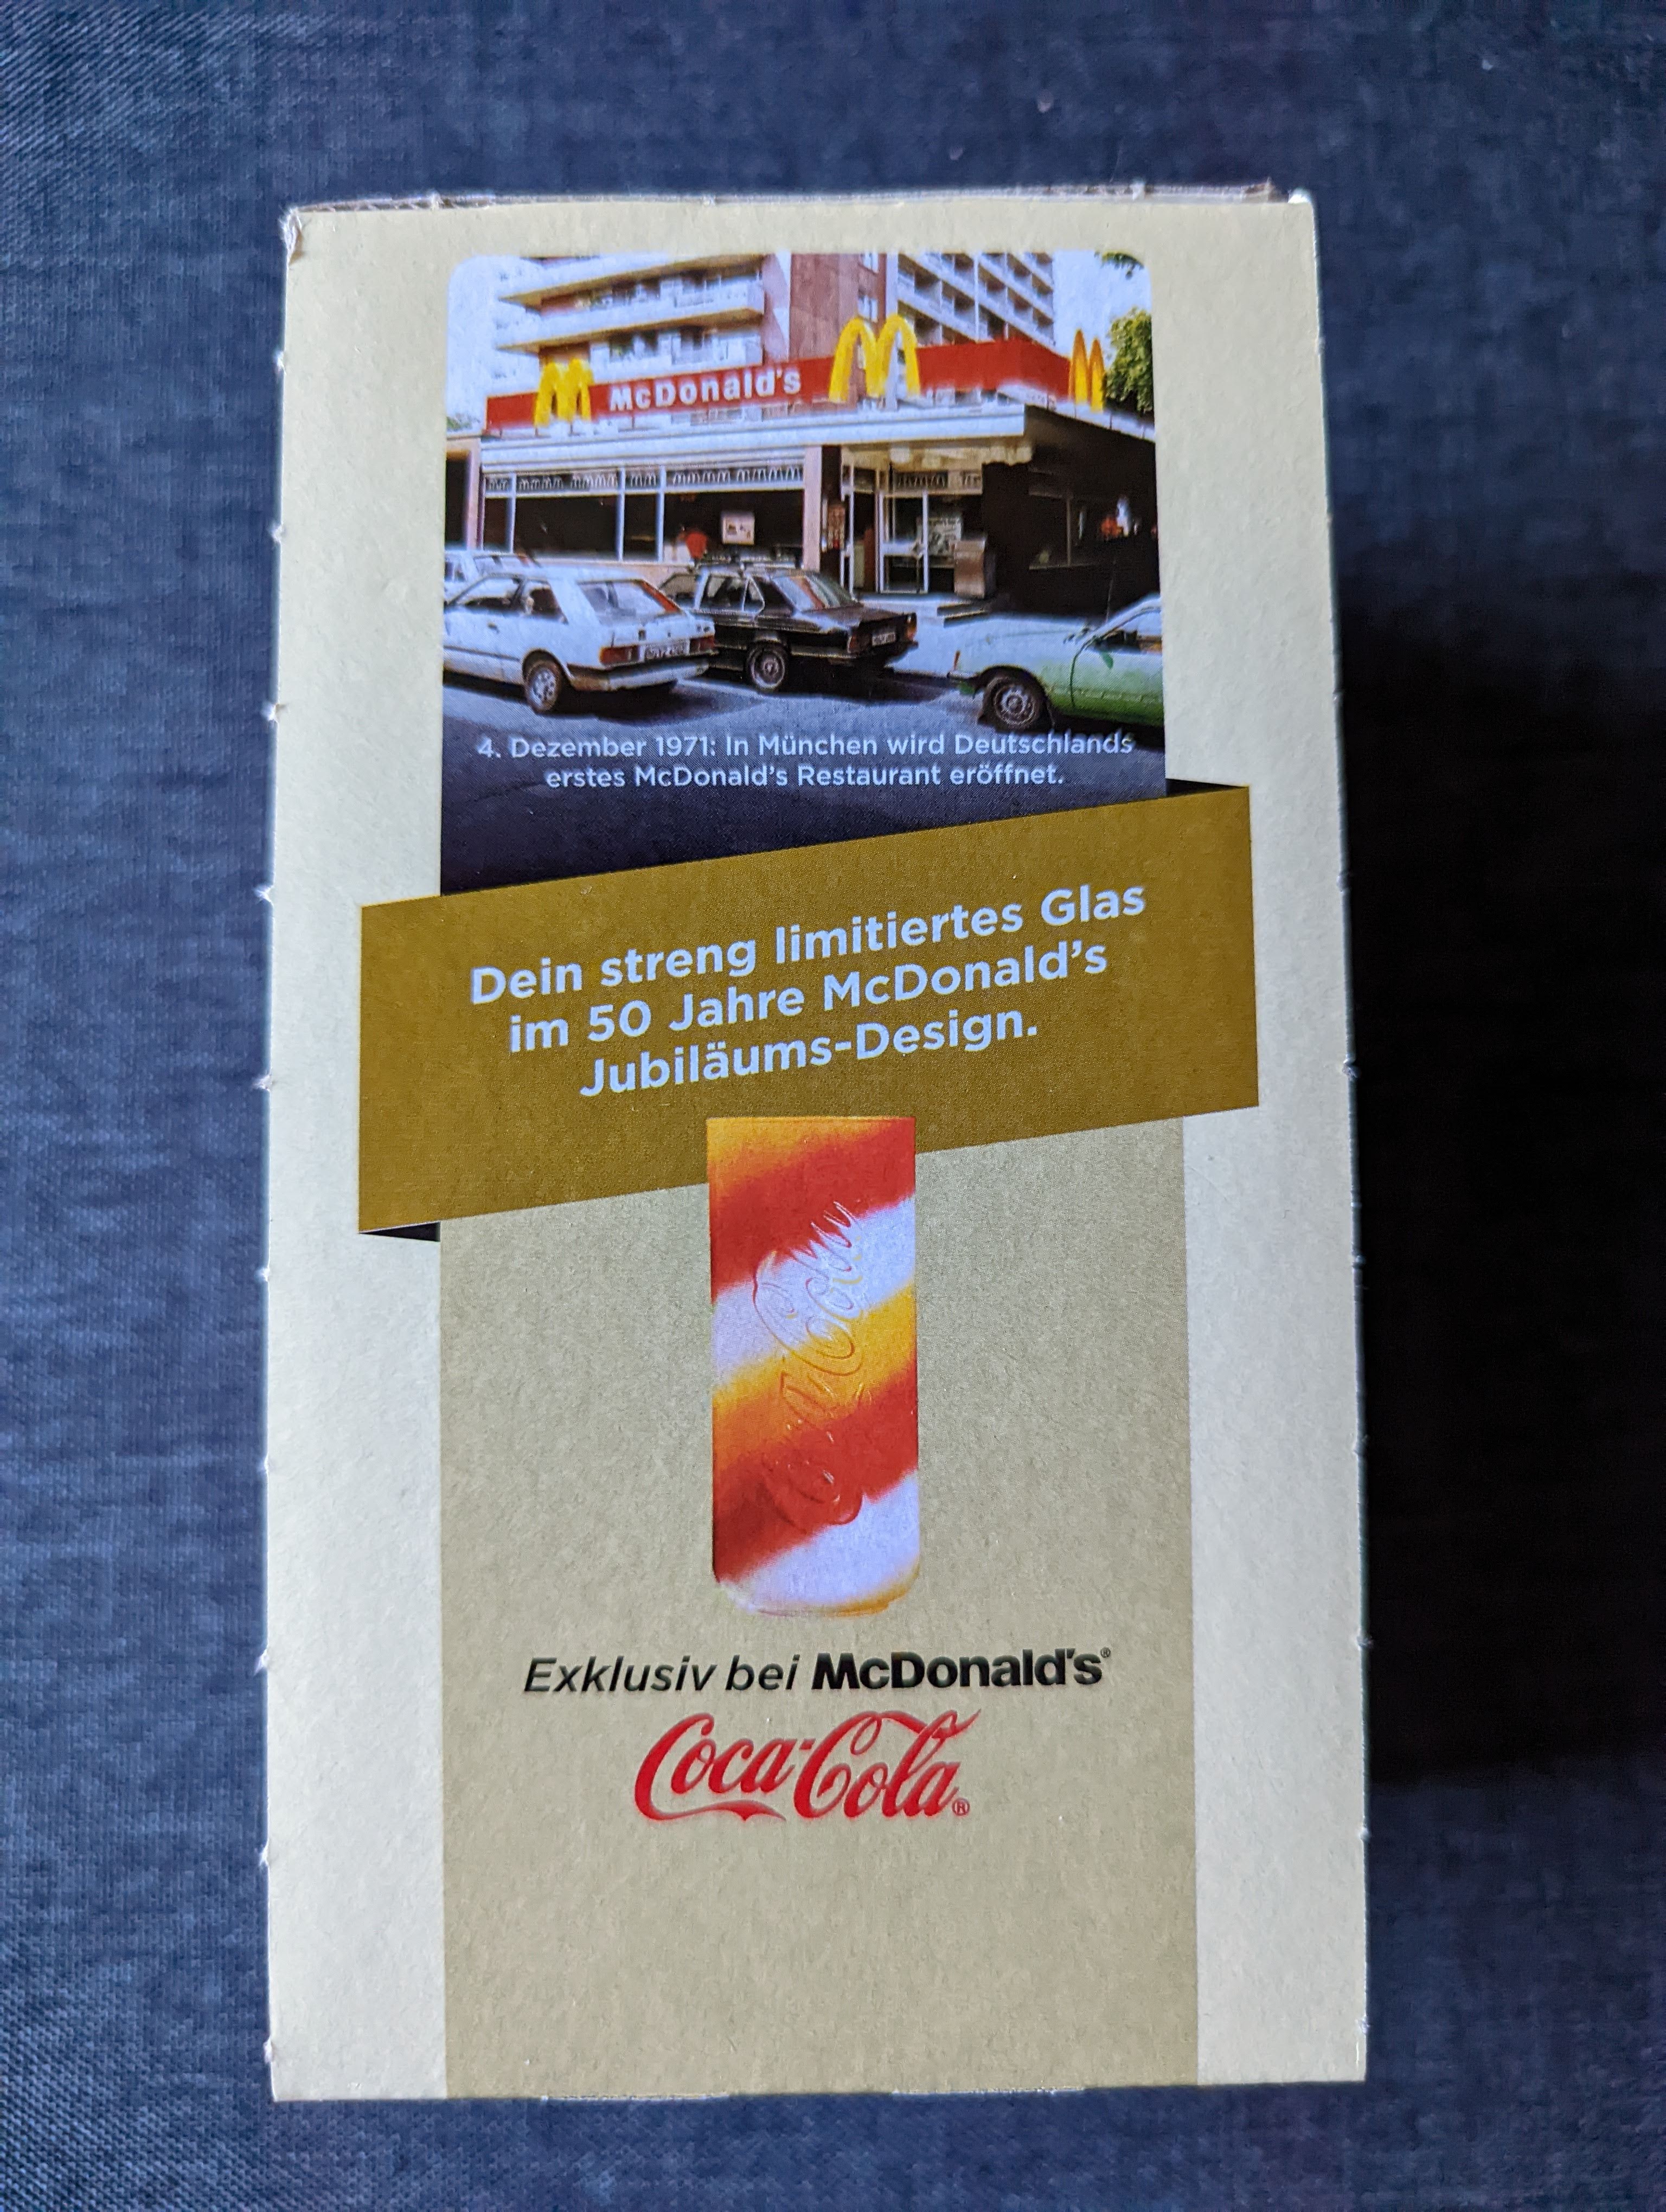 McDonald's
4. Dezember 1971: In München wird Deutschlands
erstes McDonald's Restaurant eröffnet.
Dein streng limitiertes Glas
im 50 Jahre McDonald's
Jubiläums-Design.
Coca-Cola
Exklusiv bei McDonald's®
Coca-Cola®